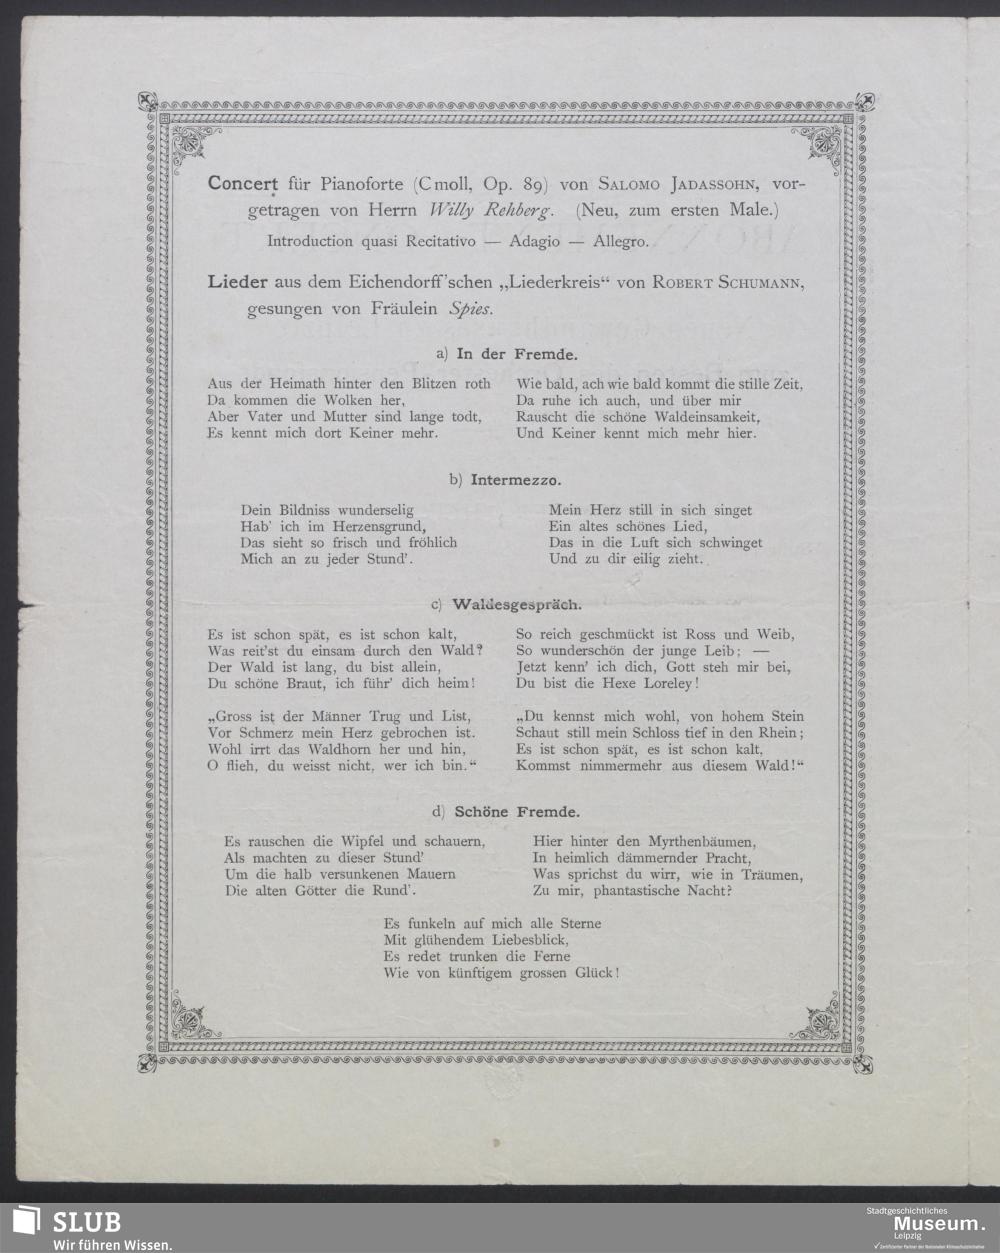 Concert für Pianoforte (C moll, Op. 89) von Salomo Jadassohn, vor-
getragen von Herrn Willy Rehberg. (Neu, zum ersten Male.)
Introduction quasi Recitativo — Adagio — Allegro.
Lieder aus dem Eichendorff'schen „Liederkreis“ von Robert Schumann,
gesungen von Fräulein Spies.
a) In der Fremde.
Aus der Heimath hinter den Blitzen roth
Da kommen die Wolken her,
Aber Vater und Mutter sind lange todt,
Es kennt mich dort Keiner mehr.
Wie bald, ach wie bald kommt die stille Zeit,
Da ruhe ich auch, und über mir
Rauscht die schöne Waldeinsamkeit,
Und Keiner kennt mich mehr hier.
b) Intermezzo.
Dein Bildniss wunderselig
Hab' ich im Herzensgrund,
Das sieht so frisch und fröhlich
Mich an zu jeder Stund'.
Mein Herz still in sich singet
Ein altes schönes Lied,
Das in die Luft sich schwinget
Und zu dir eilig zieht.
c) Waldesgespräch.
Es ist schon spät, es ist schon kalt,
Was reit'st du einsam durch den Wald?
Der Wald ist lang, du bist allein,
Du schöne Braut, ich führ' dich heim!
„Gross ist der Männer Trug und List,
Vor Schmerz mein Herz gebrochen ist.
Wohl irrt das Waldhorn her und hin,
O flieh, du weisst nicht, wer ich bin.“
So reich geschmückt ist Ross und Weib,
So wunderschön der junge Leib; —
Jetzt kenn' ich dich, Gott steh mir bei,
Du bist die Hexe Loreley!
„Du kennst mich wohl, von hohem Stein
Schaut still mein Schloss tief in den Rhein;
Es ist schon spät, es ist schon kalt,
Kommst nimmermehr aus diesem Wald!“
d) Schöne Fremde.
Es rauschen die Wipfel und schauern,
Als machten zu dieser Stund'
Um die halb versunkenen Mauern
Die alten Götter die Rund'.
Hier hinter den Myrthenbäumen,
In heimlich dämmernder Pracht,
Was sprichst du wirr, wie in Träumen,
Zu mir, phantastische Nacht?
Es funkeln auf mich alle Sterne
Mit glühendem Liebesblick,
Es redet trunken die Ferne
Wie von künftigem grossen Glück!
SLUB
Wir führen Wissen.
Stadtgeschichtliches
Museum.
Leipzig
Zertifizierter Partner der Nationalen Klimaschutzinitiative